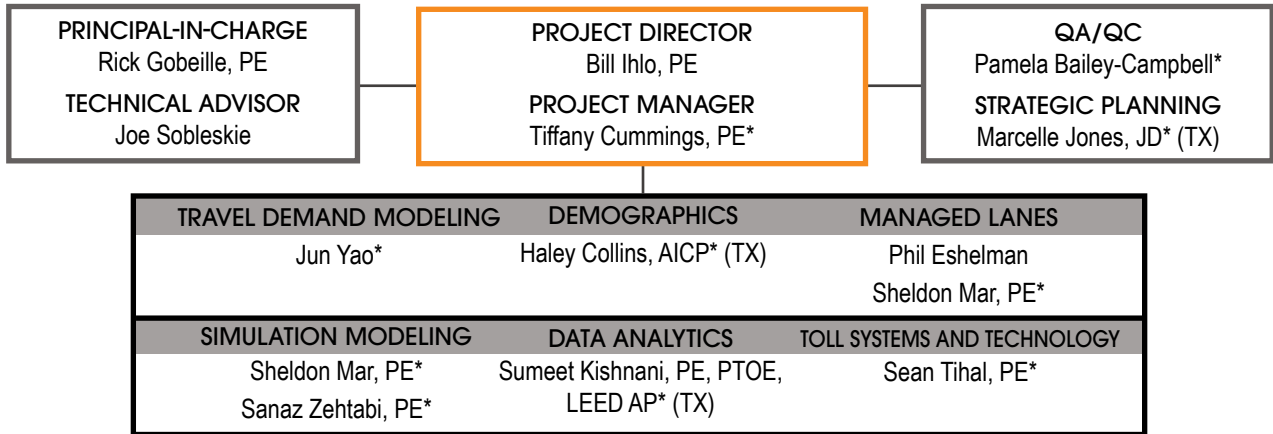 PRINCIPAL-IN-CHARGE
Rick Gobeille, PE
TECHNICAL ADVISOR
Joe Sobleskie
PROJECT DIRECTOR
Bill Ihlo, PE
PROJECT MANAGER
Tiffany Cummings, PE*
QA/QC
Pamela Bailey-Campbell*
STRATEGIC PLANNING
Marcelle Jones, JD* (TX)
TRAVEL DEMAND MODELING
Jun Yao*
DEMOGRAPHICS
Haley Collins, AICP* (TX)
MANAGED LANES
Phil Eshelman
Sheldon Mar, PE*
SIMULATION MODELING
Sheldon Mar, PE*
Sanaz Zehtabi, PE*
DATA ANALYTICS
Sumeet Kishnani, PE, PTOE,
LEED AP* (TX)
TOLL SYSTEMS AND TECHNOLOGY
Sean Tihal, PE*